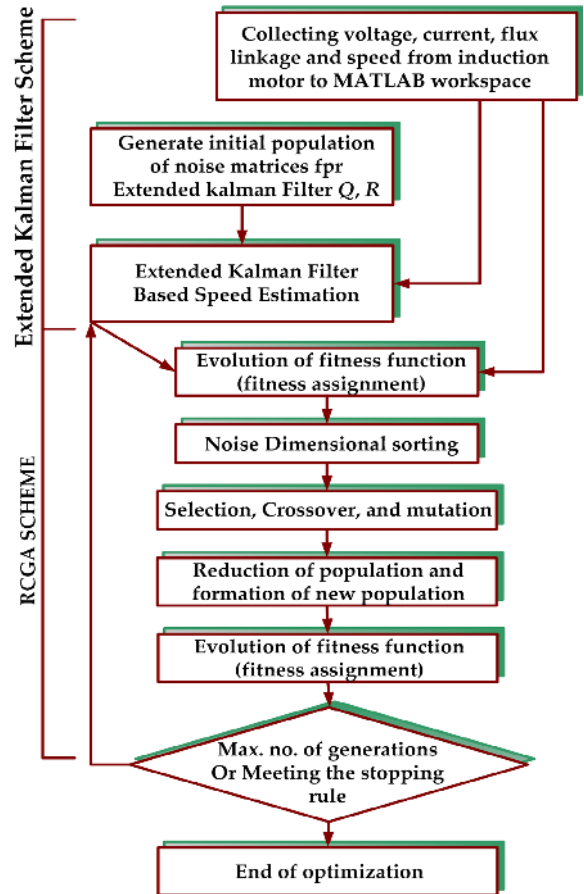 Extended Kalman Filter Scheme
RCGA SCHEME
Collecting voltage, current, flux
linkage and speed from induction
motor to MATLAB workspace
Generate initial population
of noise matrices fpr
Extended kalman Filter Q, R
Extended Kalman Filter
Based Speed Estimation
Evolution of fitness function
(fitness assignment)
Noise Dimensional sorting
Selection, Crossover, and mutation
Reduction of population and
formation of new population
Evolution of fitness function
(fitness assignment)
Max. no. of generations
Or Meeting the stopping
rule
End of optimization